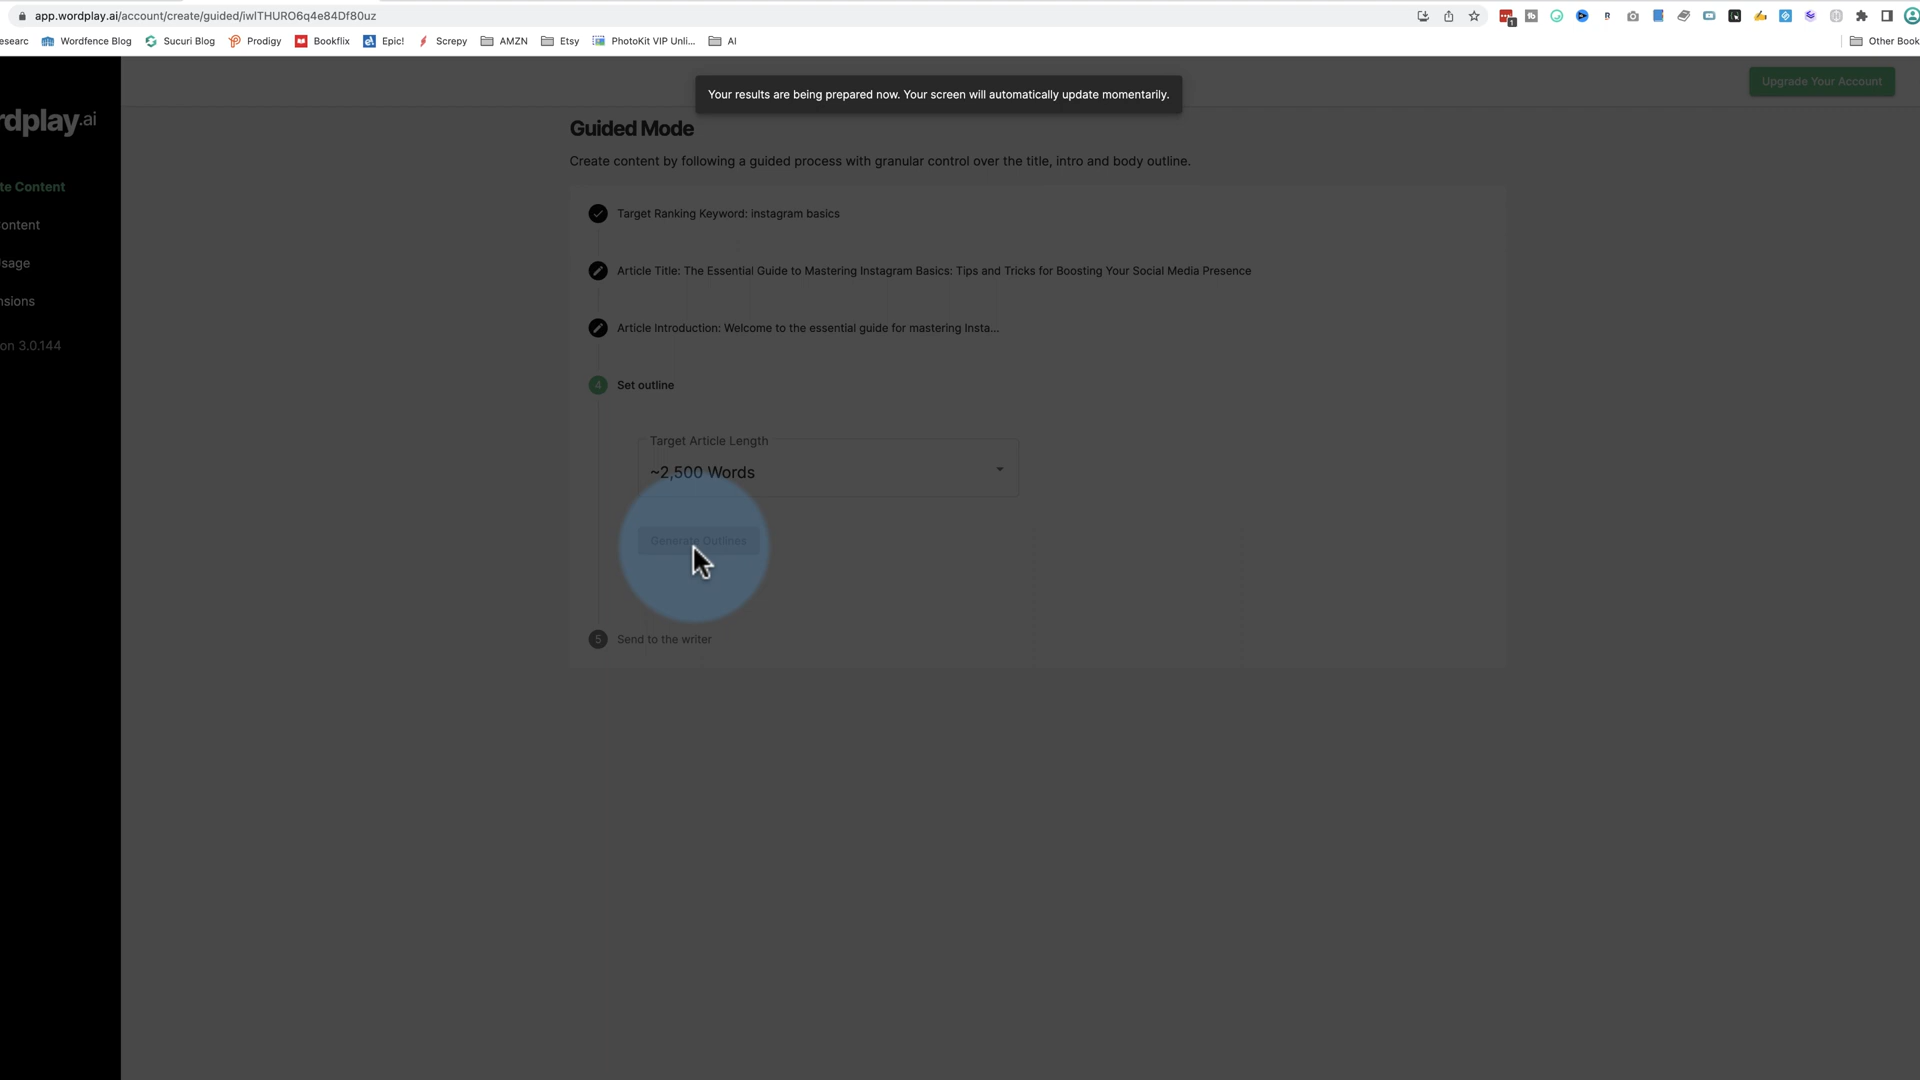 app.wordplay.ai/account/create/guided/iwlTHURO6q4e84Df80uz
esearc Wordfence Blog Sucuri Blog Prodigy Bookflix Epic! Screpy AMZN Etsy PhotoKit VIP Unli... AI Other Book
Your results are being prepared now. Your screen will automatically update momentarily.
Upgrade Your Account
rdplay.ai
Guided Mode
Create content by following a guided process with granular control over the title, intro and body outline.
te Content
ontent
sage
nsions
on 3.0.144
Target Ranking Keyword: instagram basics
Article Title: The Essential Guide to Mastering Instagram Basics: Tips and Tricks for Boosting Your Social Media Presence
Article Introduction: Welcome to the essential guide for mastering Insta...
4 Set outline
Target Article Length
~2,500 Words
Generate Outlines
5 Send to the writer